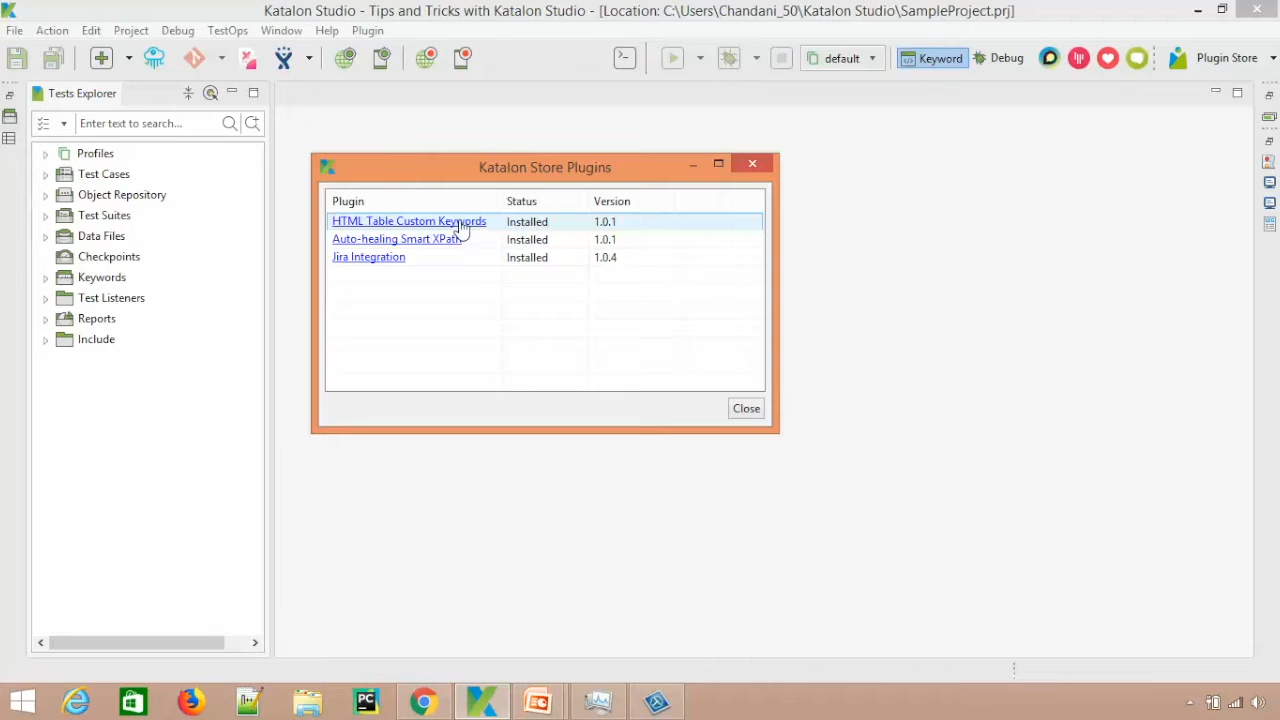 Katalon Studio - Tips and Tricks with Katalon Studio - [Location: C:\Users\Chandani_50\Katalon Studio\SampleProject.prj]
File Action Edit Project Debug TestOps Window Help Plugin
default Keyword Debug Plugin Store
Tests Explorer
Enter text to search...
Profiles
Test Cases
Object Repository
Test Suites
Data Files
Checkpoints
Keywords
Test Listeners
Reports
Include
Katalon Store Plugins
Plugin Status Version
HTML Table Custom Keywords Installed 1.0.1
Auto-healing Smart XPath Installed 1.0.1
Jira Integration Installed 1.0.4
Close
PC